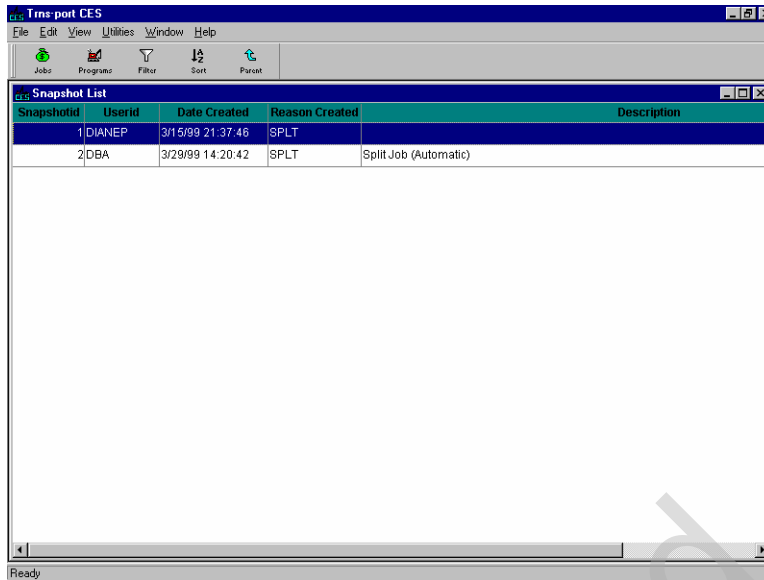 CES Trns·port CES
File Edit View Utilities Window Help
Jobs Programs Filter Sort Parent
CES Snapshot List
Snapshotid Userid Date Created Reason Created Description
1 DIANEP 3/15/99 21:37:46 SPLT
2 DBA 3/29/99 14:20:42 SPLT Split Job (Automatic)
Ready